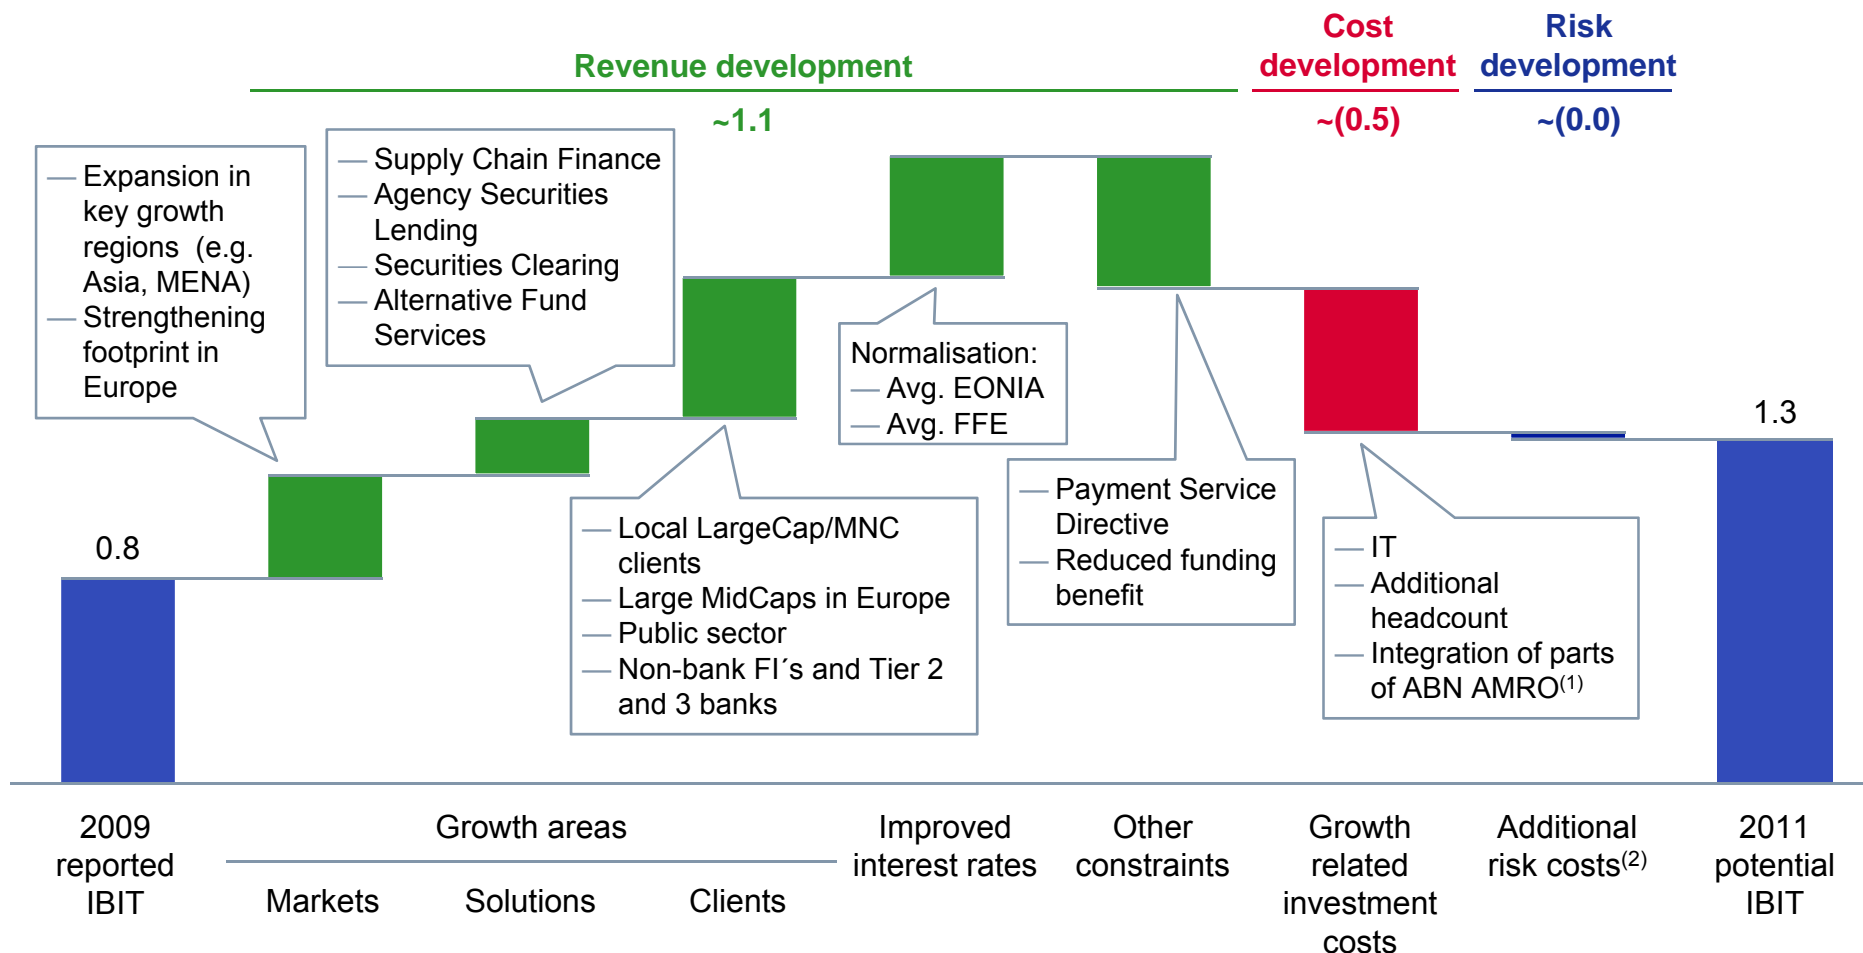 Revenue development
~1.1
Cost
development
~(0.5)
Risk
development
~(0.0)
— Expansion in
key growth
regions (e.g.
Asia, MENA)
— Strengthening
footprint in
Europe
— Supply Chain Finance
— Agency Securities
Lending
— Securities Clearing
— Alternative Fund
Services
Normalisation:
— Avg. EONIA
— Avg. FFE
— Local LargeCap/MNC
clients
— Large MidCaps in Europe
— Public sector
— Non-bank FI´s and Tier 2
and 3 banks
— Payment Service
Directive
— Reduced funding
benefit
— IT
— Additional
headcount
— Integration of parts
of ABN AMRO(1)
0.8
1.3
2009
reported
IBIT
Growth areas
Markets
Solutions
Clients
Improved
interest rates
Other
constraints
Growth
related
investment
costs
Additional
risk costs(2)
2011
potential
IBIT